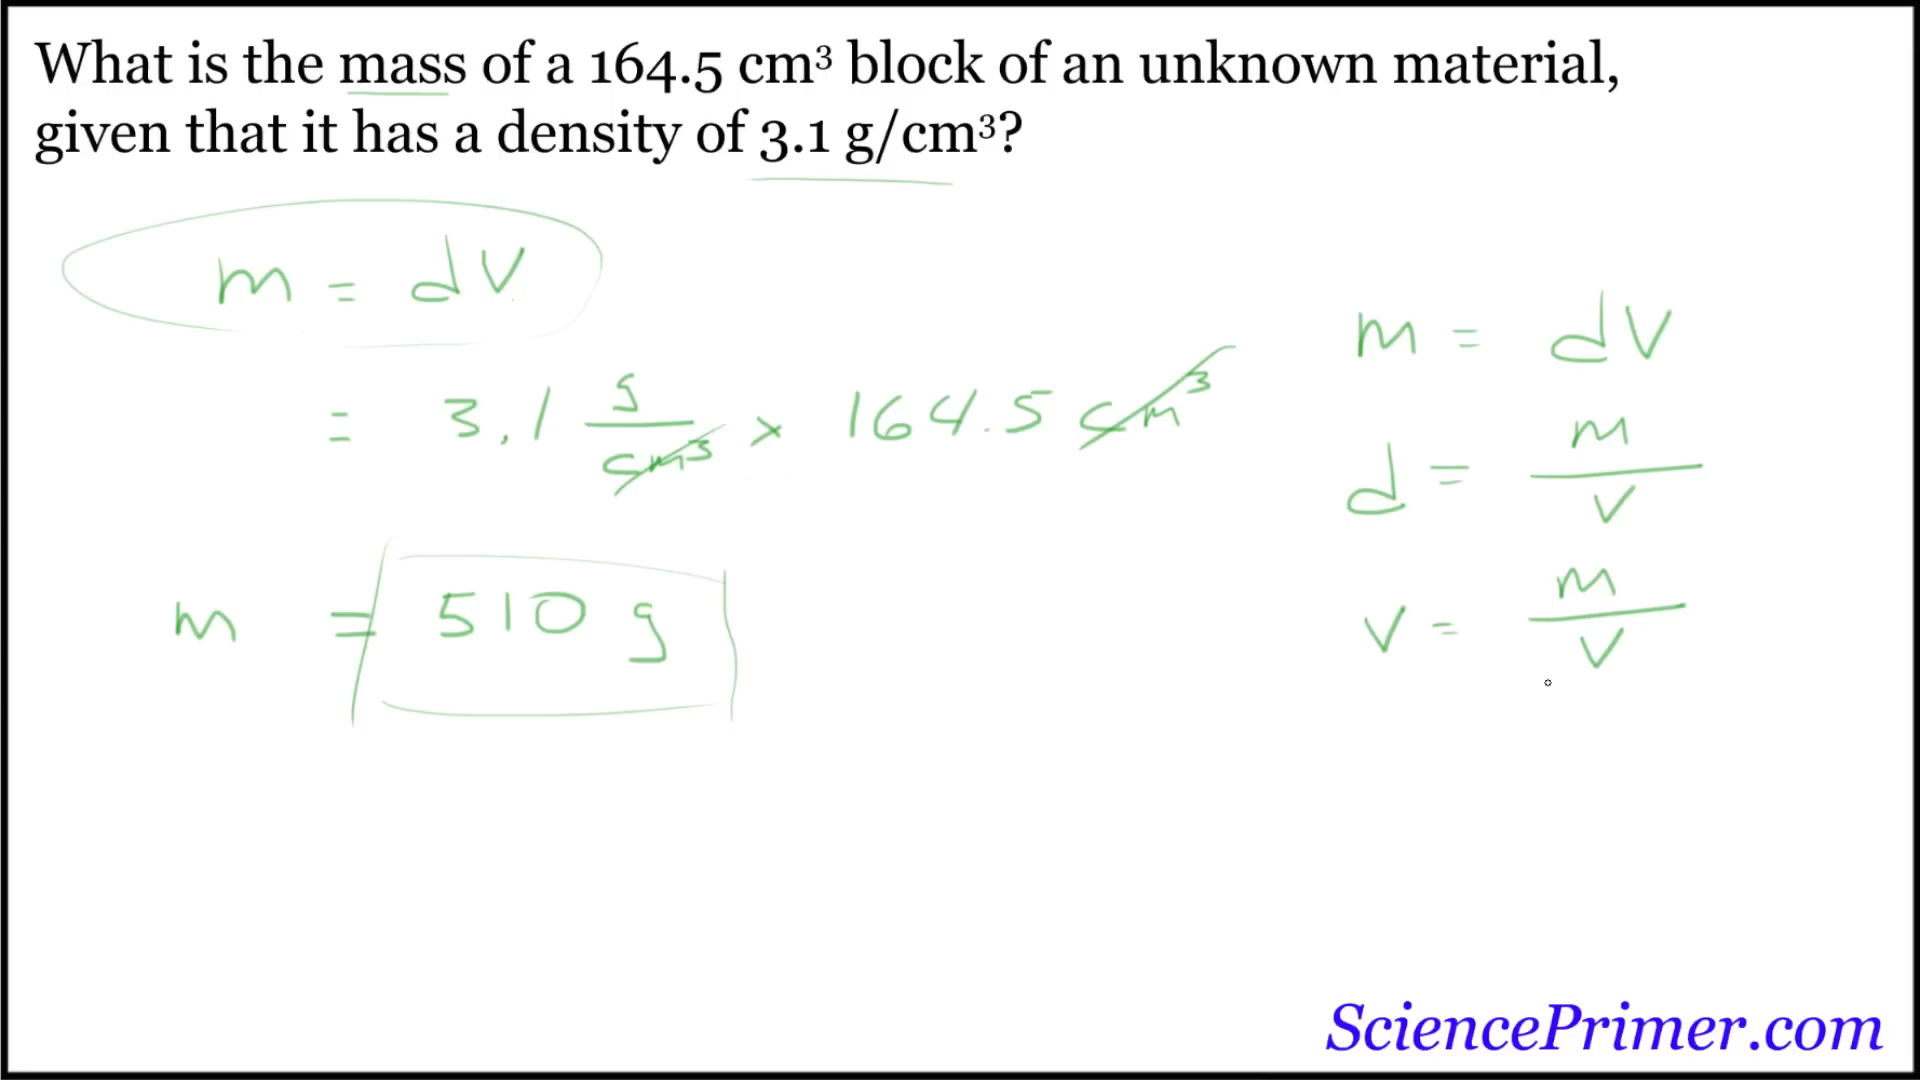 What is the mass of a 164.5 cm³ block of an unknown material,
given that it has a density of 3.1 g/cm³?
m = dV
= 3.1 g/cm³ × 164.5 cm³
m = 510 g
m = dV
d = m/V
V = m/V
SciencePrimer.com